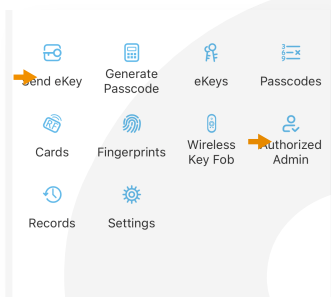 Send eKey
Generate
Passcode
eKeys
Passcodes
Cards
Fingerprints
Wireless
Key Fob
Authorized
Admin
Records
Settings